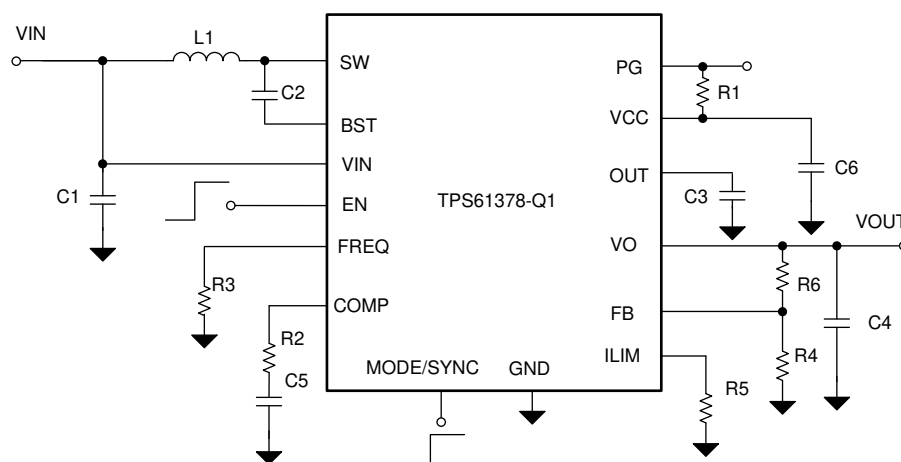 VIN
L1
SW
C2
BST
VIN
C1
EN
FREQ
R3
COMP
R2
C5
MODE/SYNC
GND
TPS61378-Q1
PG
R1
VCC
C6
OUT
C3
VOUT
VO
R6
FB
C4
R4
ILIM
R5